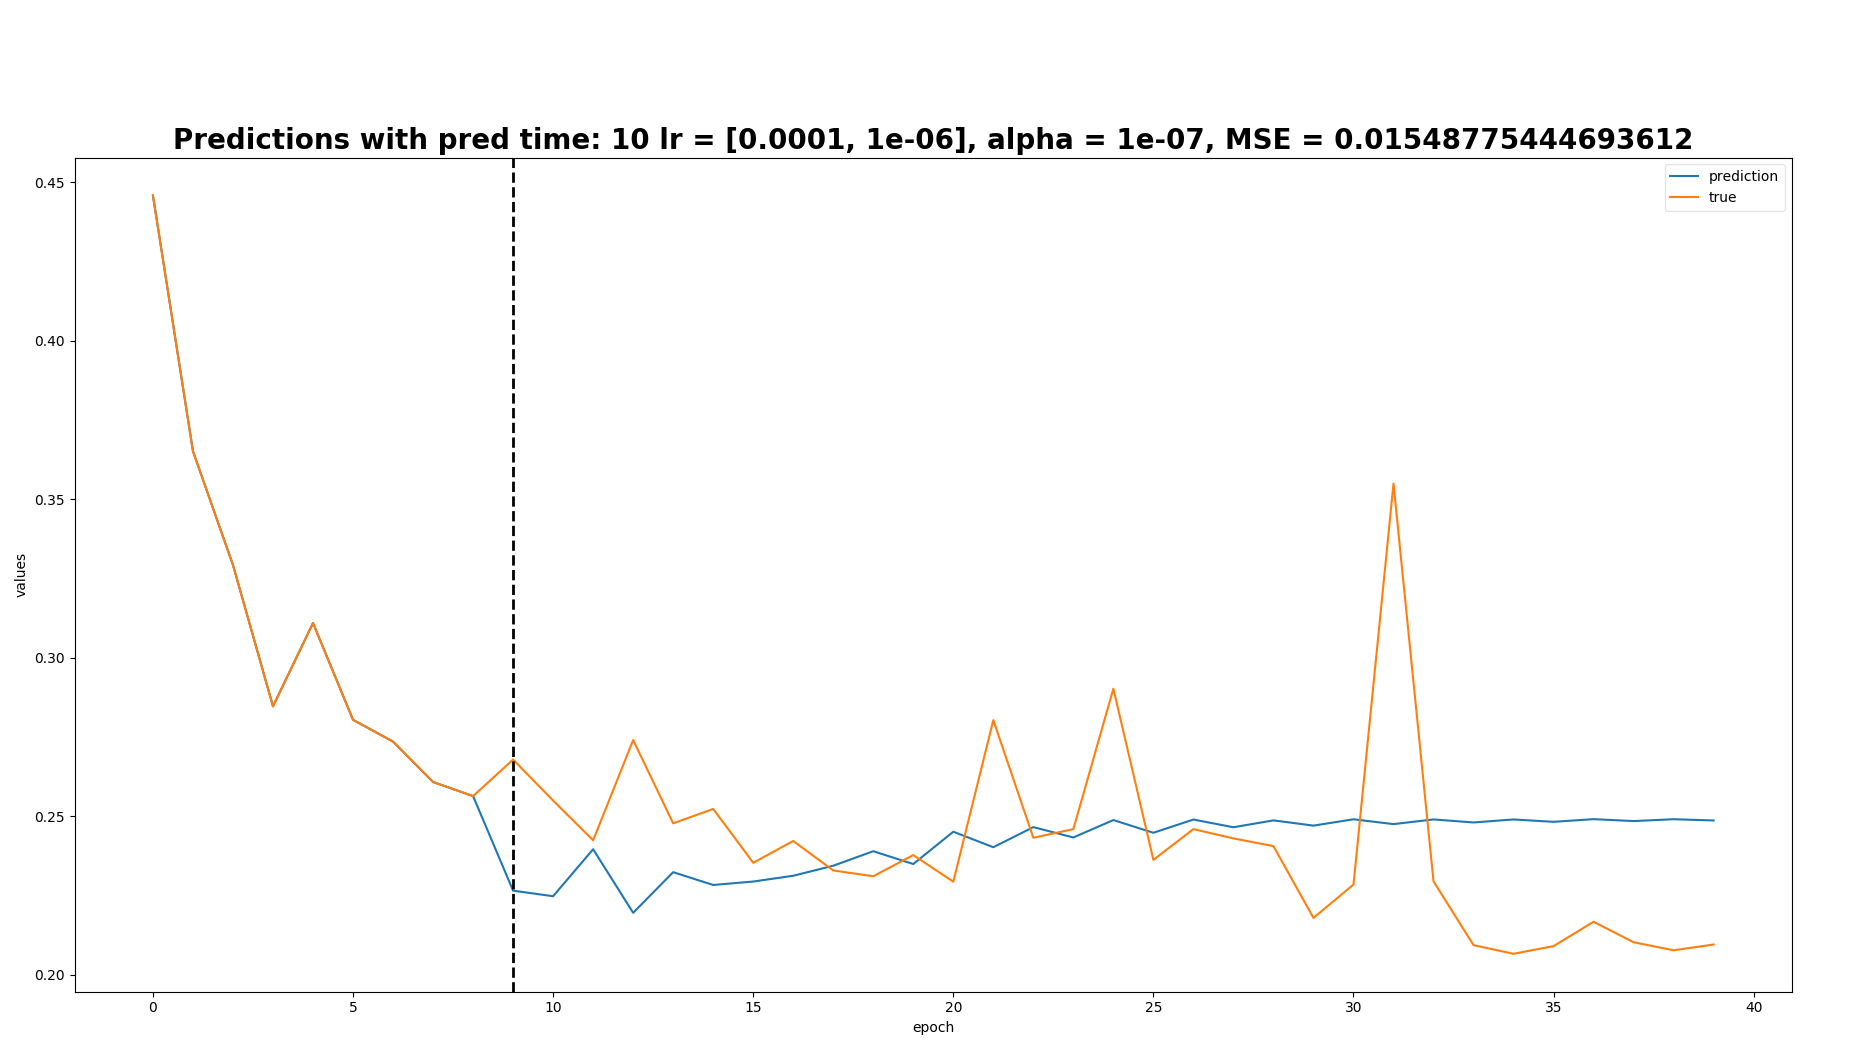 Predictions with pred time: 10 lr = [0.0001, 1e-06], alpha = 1e-07, MSE = 0.01548775444693612
prediction
true
0.45
0.40
0.35
0.30
0.25
0.20
values
0 5 10 15 20 25 30 35 40
epoch